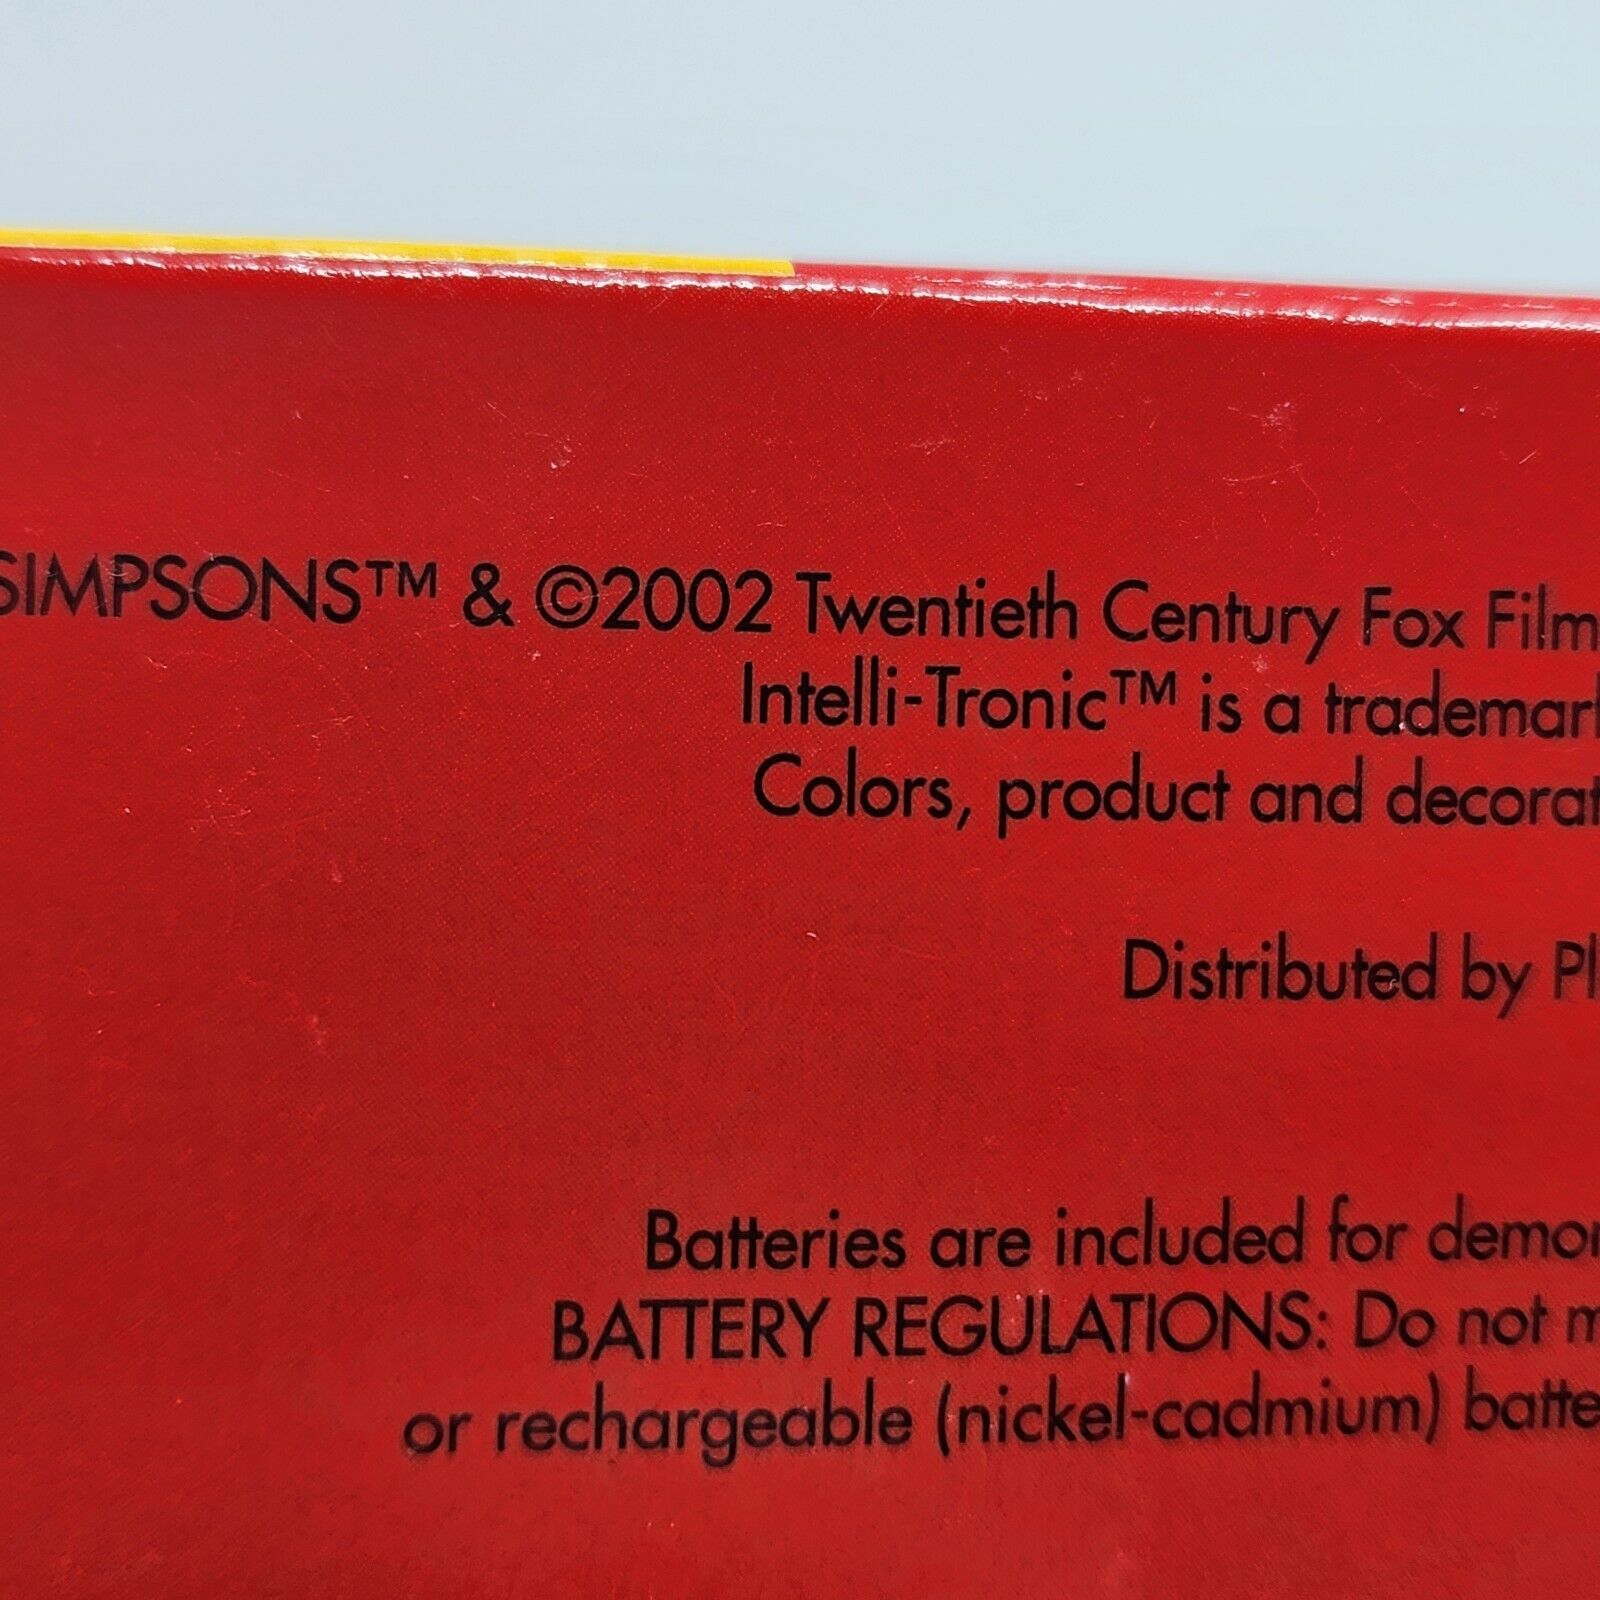 SIMPSONS™ & ©2002 Twentieth Century Fox Film
Intelli-Tronic™ is a trademark
Colors, product and decorat
Distributed by Pl
Batteries are included for demon
BATTERY REGULATIONS: Do not m
or rechargeable (nickel-cadmium) batte